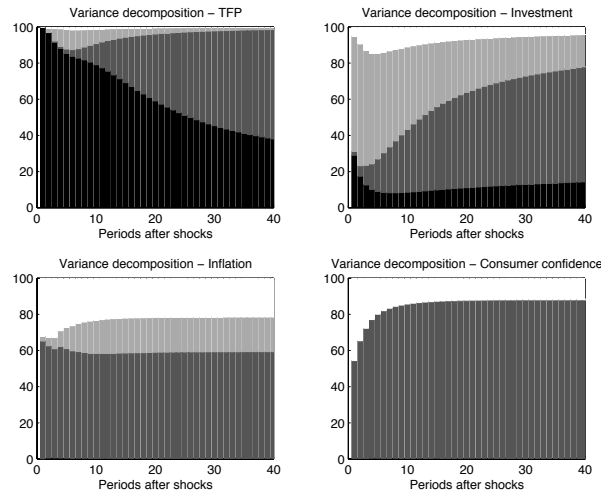 Variance decomposition – TFP
100
80
60
40
20
0
0 10 20 30 40
Periods after shocks
Variance decomposition – Investment
100
80
60
40
20
0
0 10 20 30 40
Periods after shocks
Variance decomposition – Inflation
100
80
60
40
20
0
0 10 20 30 40
Periods after shocks
Variance decomposition – Consumer confidence
100
80
60
40
20
0
0 10 20 30 40
Periods after shocks